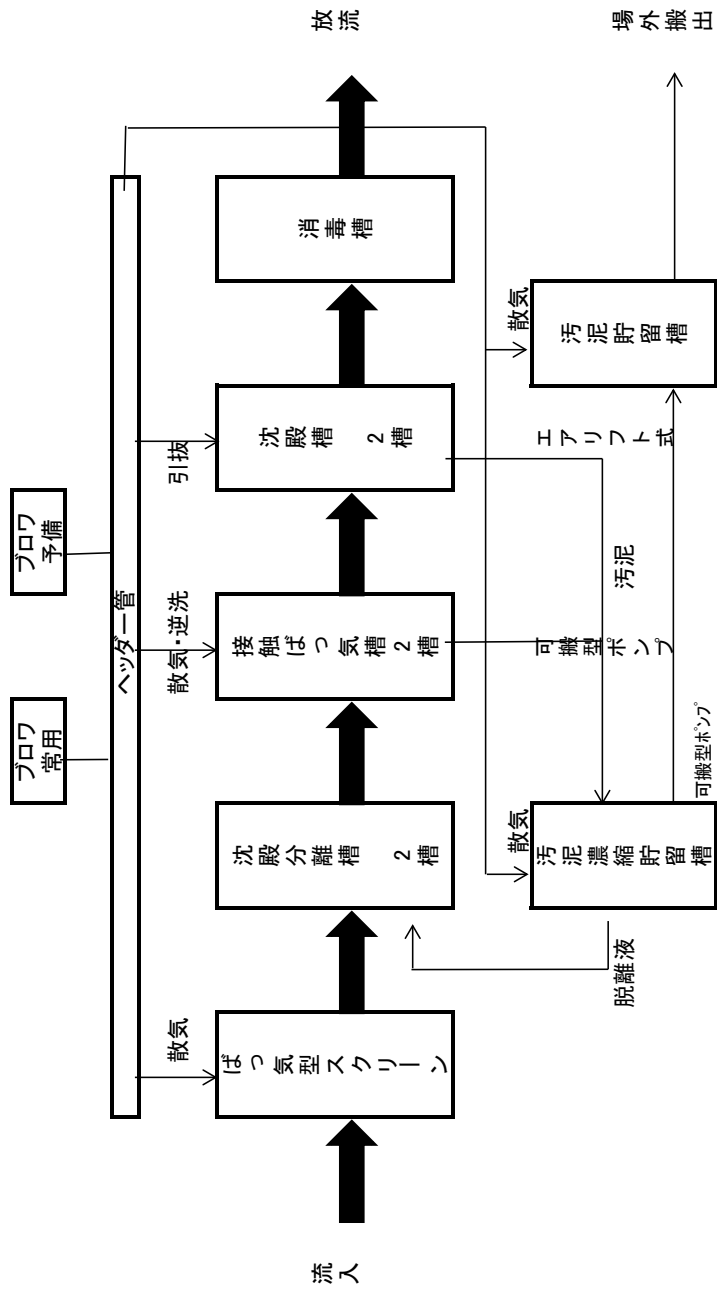 ブロワ
常用
ブロワ
予備
ヘッダー管
散気
散気・逆洗
引抜
流入
ばっ気型スクリーン
沈殿分離槽　2槽
接触ばっ気槽2槽
沈殿槽　2槽
消毒槽
放流
散気
散気
可搬型ポンプ
エアリフト式
脱離液
汚泥
汚泥濃縮貯留槽
可搬型ポンプ
汚泥貯留槽
場外搬出